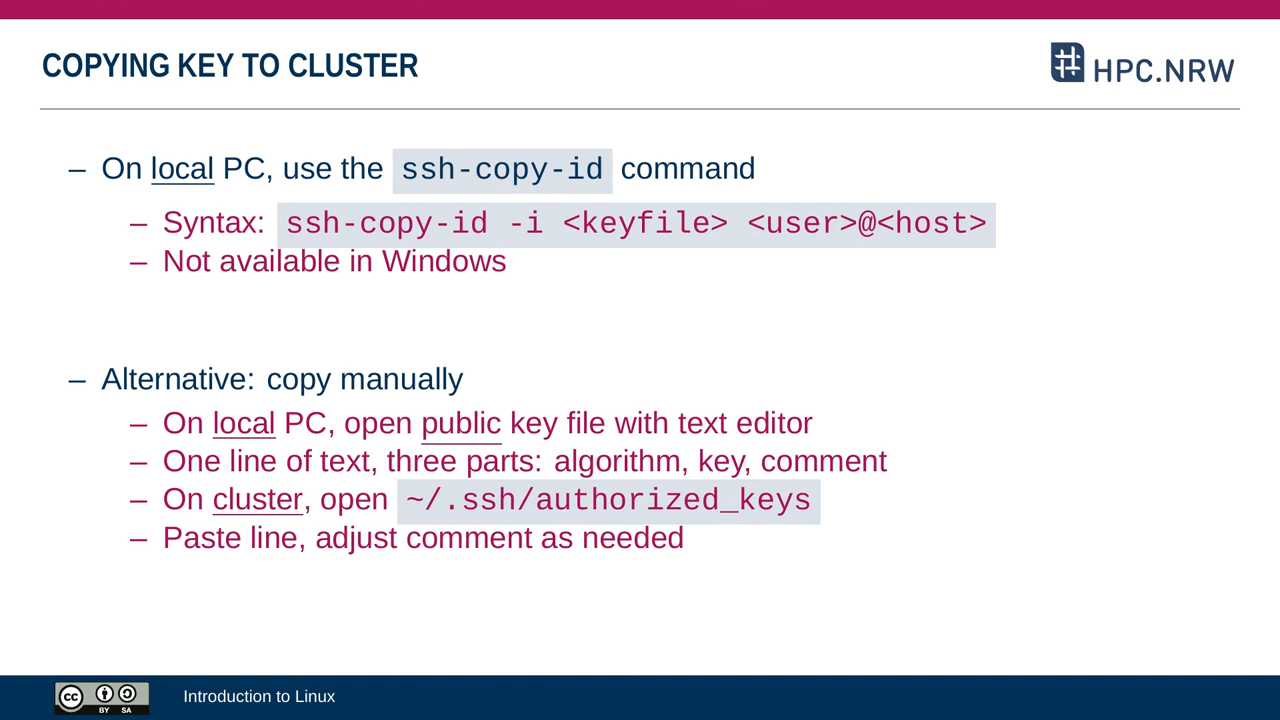 COPYING KEY TO CLUSTER
HPC.NRW
– On local PC, use the ssh-copy-id command
– Syntax: ssh-copy-id -i <keyfile> <user>@<host>
– Not available in Windows
– Alternative: copy manually
– On local PC, open public key file with text editor
– One line of text, three parts: algorithm, key, comment
– On cluster, open ~/.ssh/authorized_keys
– Paste line, adjust comment as needed
cc BY SA
Introduction to Linux